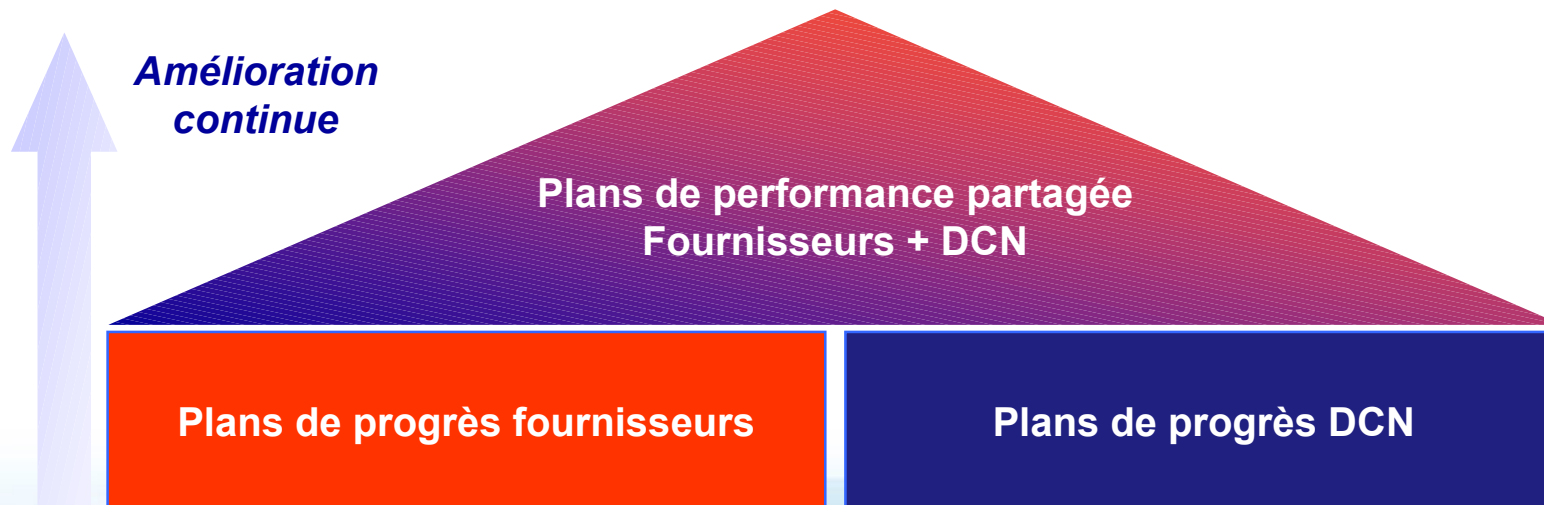 Amélioration
continue
Plans de performance partagée
Fournisseurs + DCN
Plans de progrès fournisseurs
Plans de progrès DCN